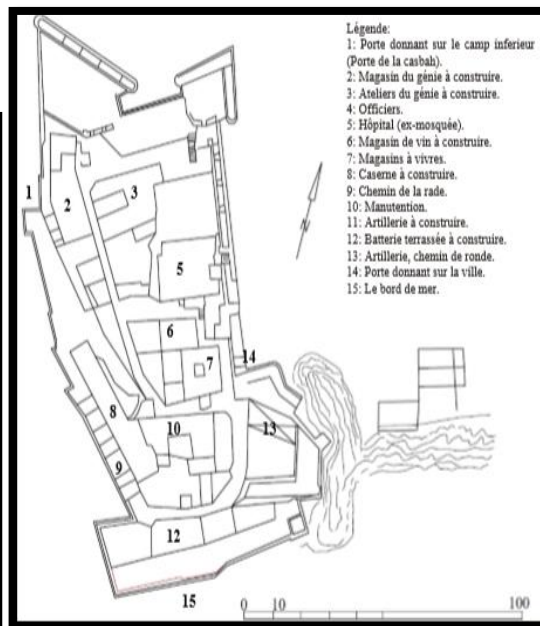 Légende:
1: Porte donnant sur le camp inferieur
(Porte de la casbah).
2: Magasin du génie à construire.
3: Ateliers du génie à construire.
4: Officiers.
5: Hôpital (ex-mosquée).
6: Magasin de vin à construire.
7: Magasins à vivres.
8: Caserne à construire.
9: Chemin de la rade.
10: Manutention.
11: Artillerie à construire.
12: Batterie terrassée à construire.
13: Artillerie, chemin de ronde.
14: Porte donnant sur la ville.
15: Le bord de mer.
N
1
2
3
5
6
7
14
8
10
13
9
12
15
0 10 100